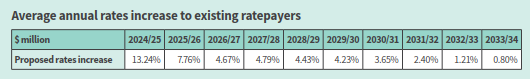 Average annual rates increase to existing ratepayers
$ million 2024/25 2025/26 2026/27 2027/28 2028/29 2029/30 2030/31 2031/32 2032/33 2033/34
Proposed rates increase 13.24% 7.76% 4.67% 4.79% 4.43% 4.23% 3.65% 2.40% 1.21% 0.80%